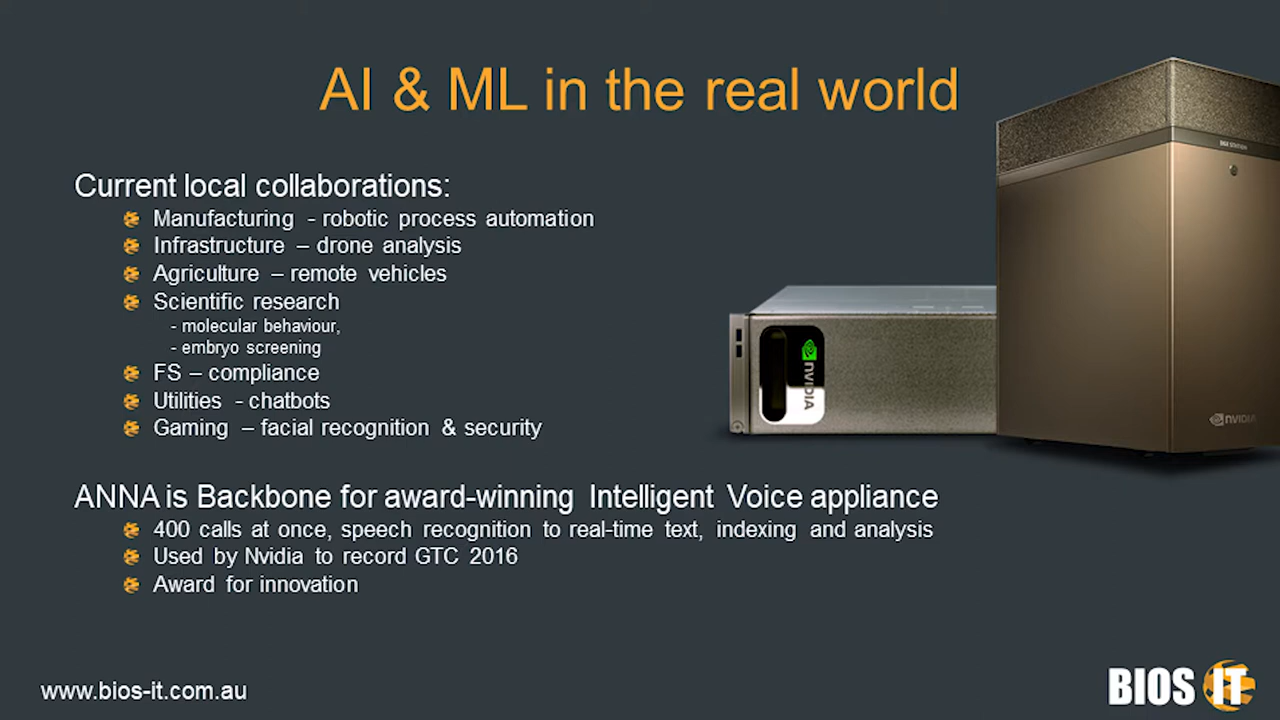 AI & ML in the real world
Current local collaborations:
Manufacturing - robotic process automation
Infrastructure – drone analysis
Agriculture – remote vehicles
Scientific research
- molecular behaviour,
- embryo screening
FS – compliance
Utilities - chatbots
Gaming – facial recognition & security
ANNA is Backbone for award-winning Intelligent Voice appliance
400 calls at once, speech recognition to real-time text, indexing and analysis
Used by Nvidia to record GTC 2016
Award for innovation
DGX STATION
NVIDIA
NVIDIA
www.bios-it.com.au
BIOS IT